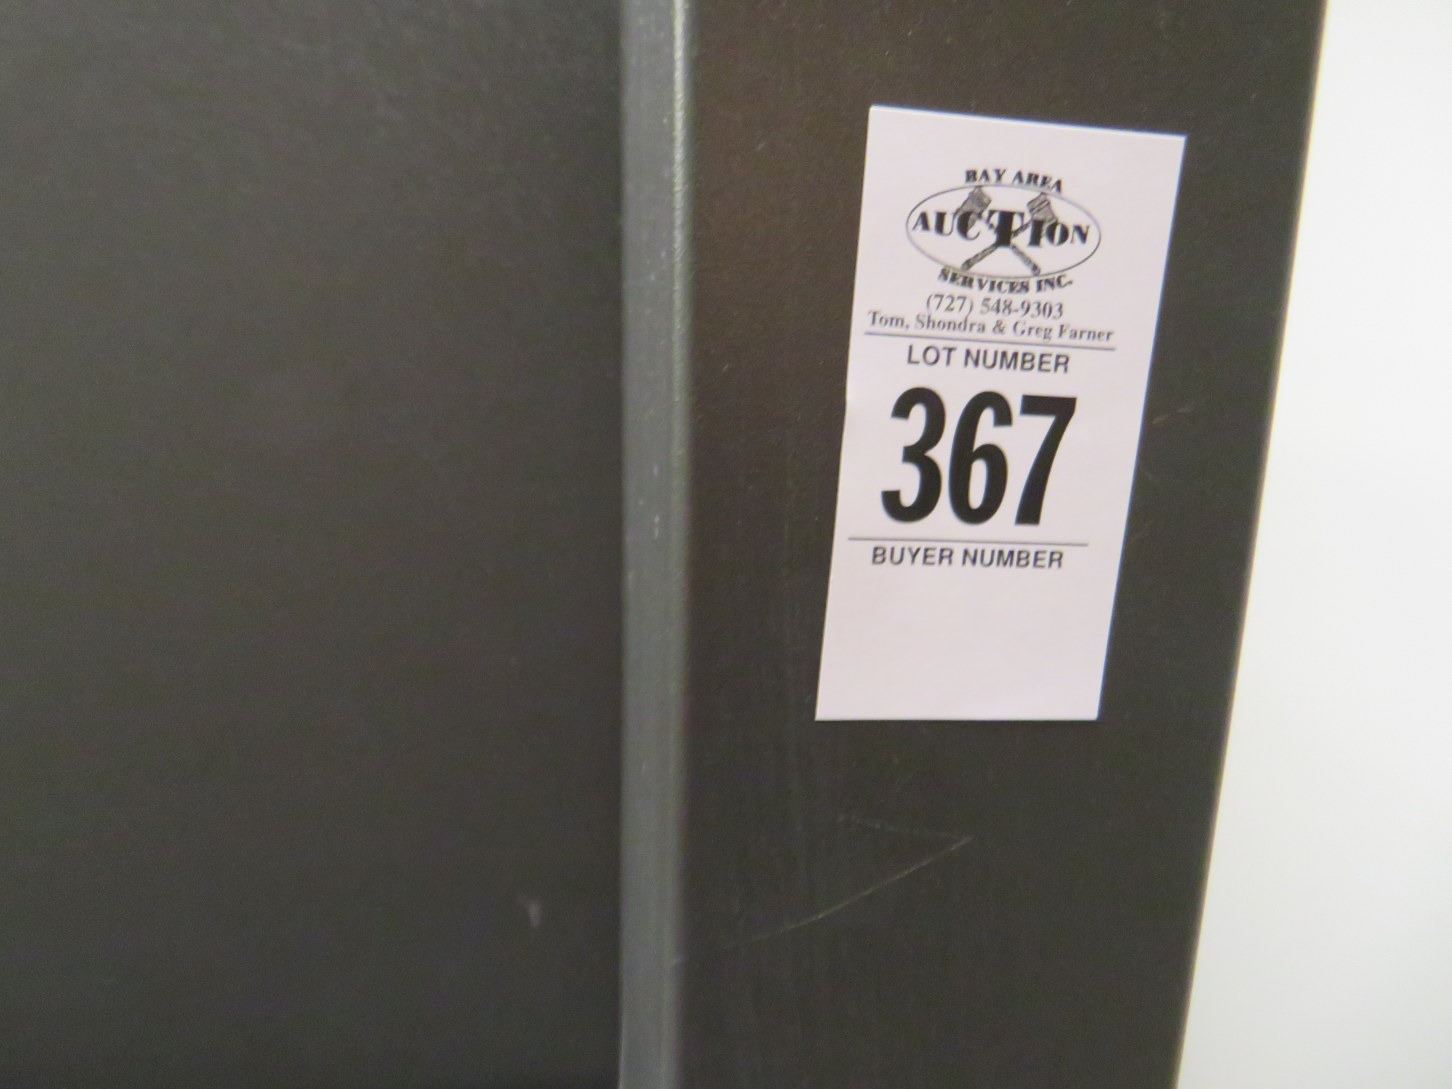 BAY AREA
AUCTION
SERVICES INC.
(727) 548-9303
Tom, Shondra & Greg Farner
LOT NUMBER
367
BUYER NUMBER